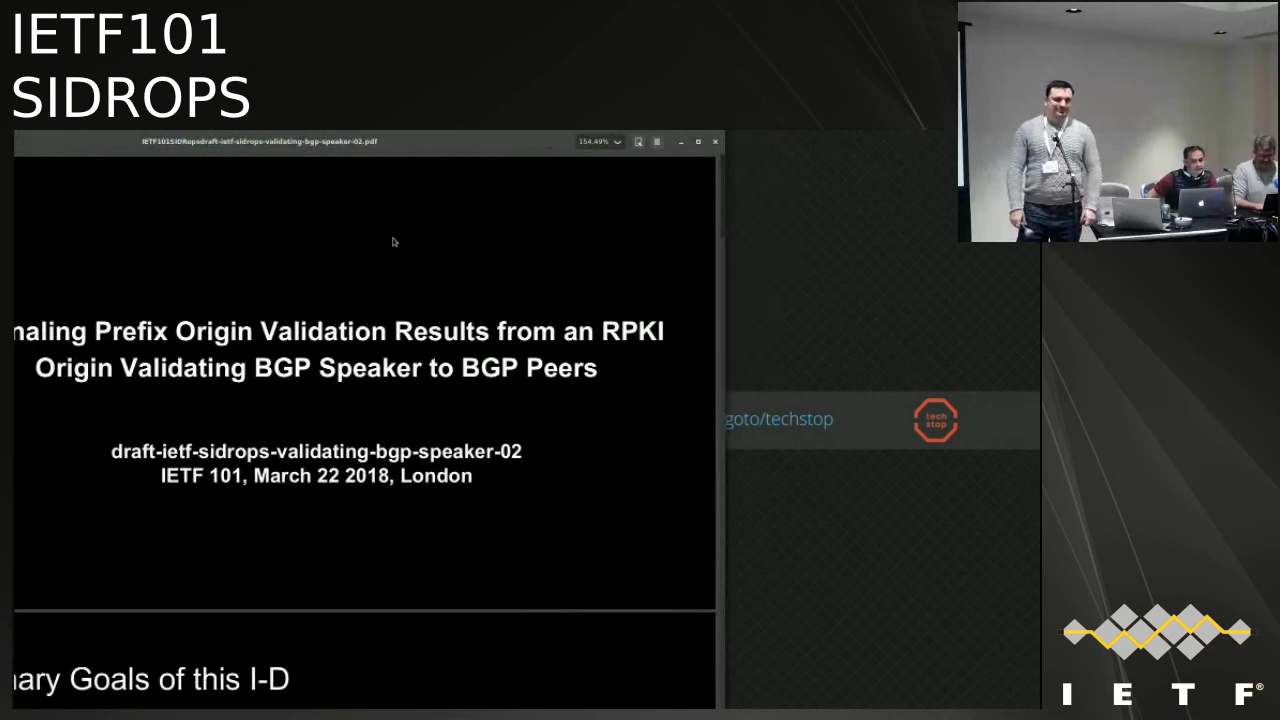 IETF101
SIDROPS
IETF101SIDRopsdraft-ietf-sidrops-validating-bgp-speaker-02.pdf
154.49%
naling Prefix Origin Validation Results from an RPKI
Origin Validating BGP Speaker to BGP Peers
draft-ietf-sidrops-validating-bgp-speaker-02
IETF 101, March 22 2018, London
goto/techstop
tech
stop
ary Goals of this I-D
I E T F®